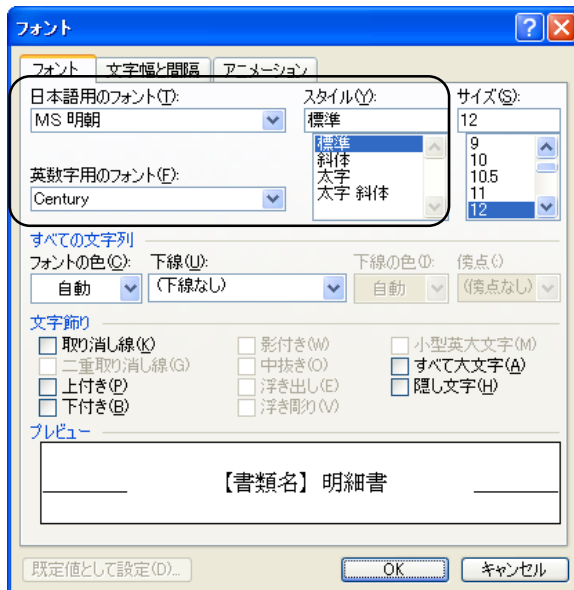 フォント
フォント 文字幅と間隔 アニメーション
日本語用のフォント(T): スタイル(Y): サイズ(S):
MS 明朝 標準 12
標準 9
斜体 10
太字 10.5
太字 斜体 11
12
英数字用のフォント(F):
Century
すべての文字列
フォントの色(C): 下線(U): 下線の色(I): 傍点(·)
自動 (下線なし) 自動 (傍点なし)
文字飾り
取り消し線(K) 影付き(W) 小型英大文字(M)
二重取り消し線(G) 中抜き(O) すべて大文字(A)
上付き(P) 浮き出し(E) 隠し文字(H)
下付き(B) 浮き彫り(V)
プレビュー
【書類名】明細書
既定値として設定(D)... OK キャンセル